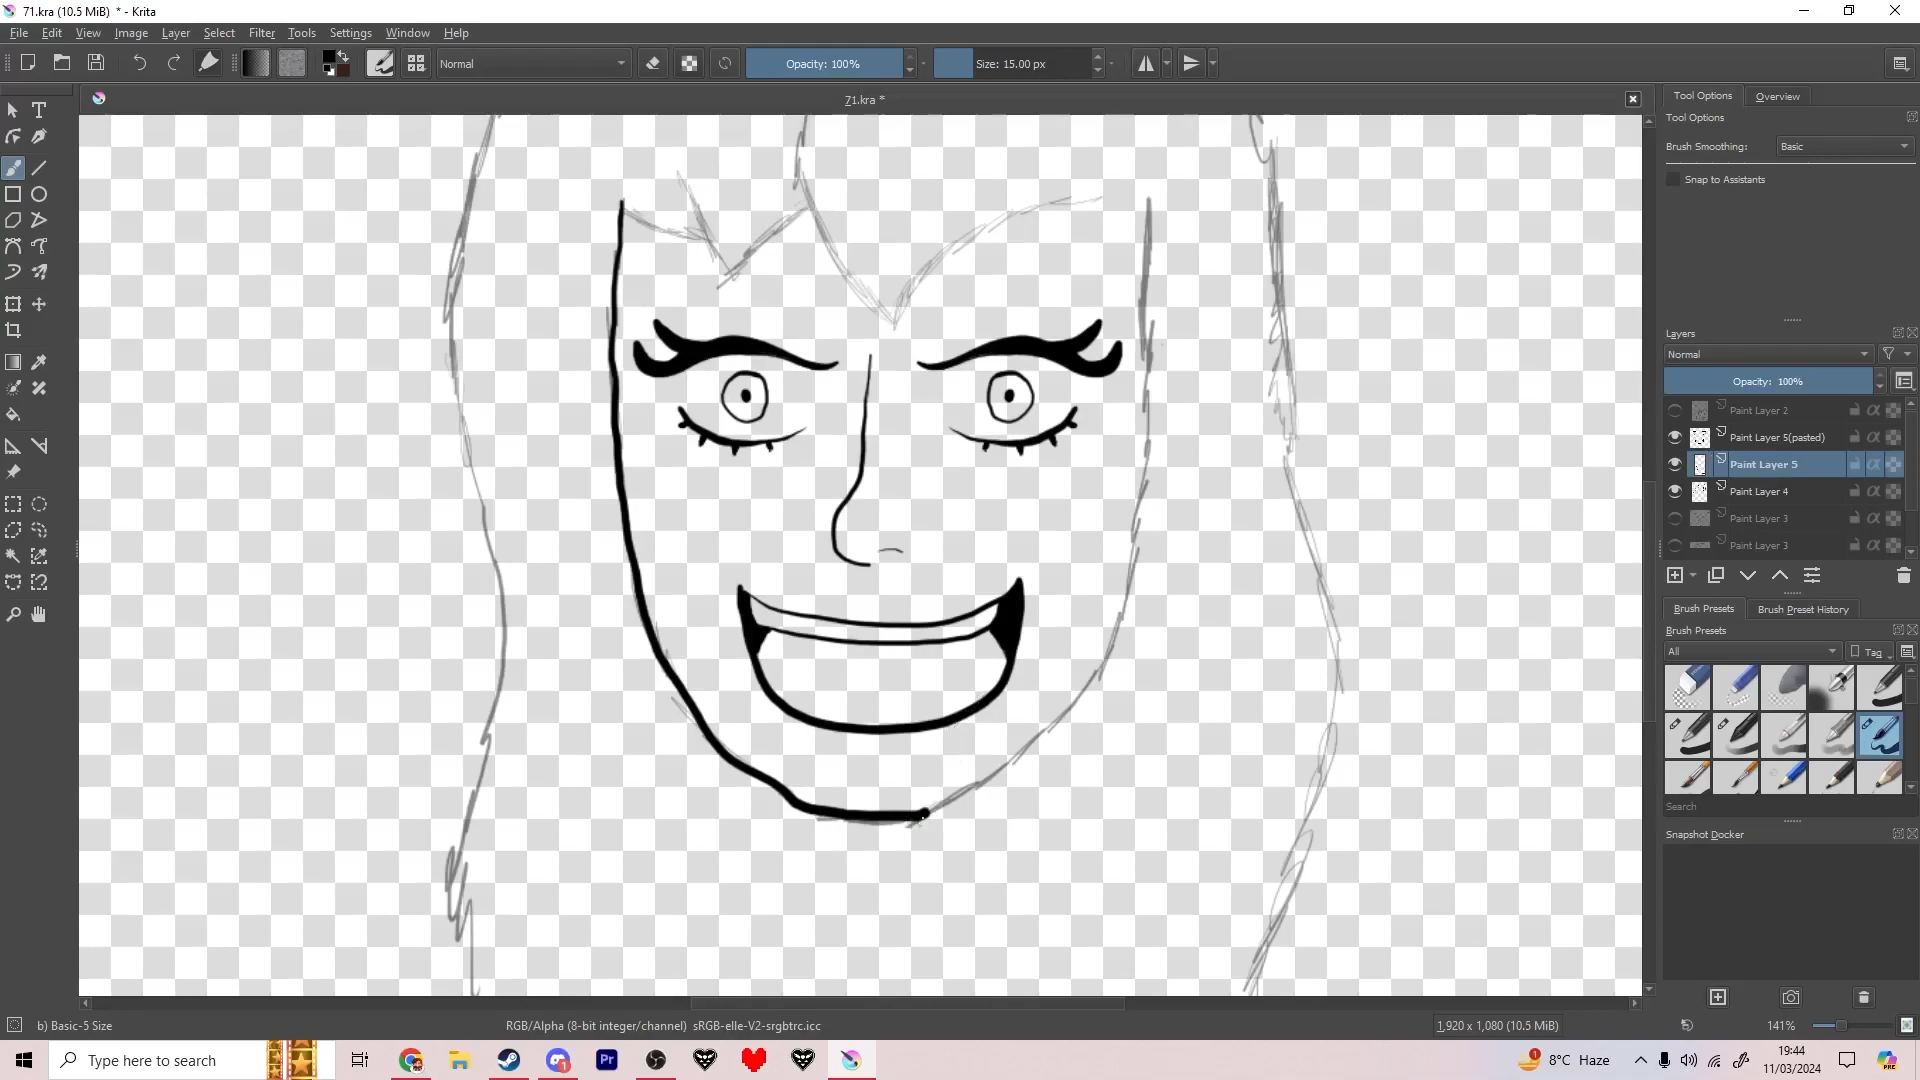 71.kra (10.5 MiB) * - Krita
File Edit View Image Layer Select Filter Tools Settings Window Help
Normal
Opacity: 100%
Size: 15.00 px
71.kra *
Tool Options
Overview
Tool Options
Brush Smoothing:
Basic
Snap to Assistants
Layers
Normal
Opacity: 100%
Paint Layer 2
Paint Layer 5(pasted)
Paint Layer 5
Paint Layer 4
Paint Layer 3
Paint Layer 3
Brush Presets
Brush Preset History
Brush Presets
All
Tag
Search
Snapshot Docker
b) Basic-5 Size
RGB/Alpha (8-bit integer/channel) sRGB-elle-V2-srgbtrc.icc
1,920 x 1,080 (10.5 MiB)
141%
Type here to search
Pr
1
1
8°C Haze
19:44
11/03/2024
PRE